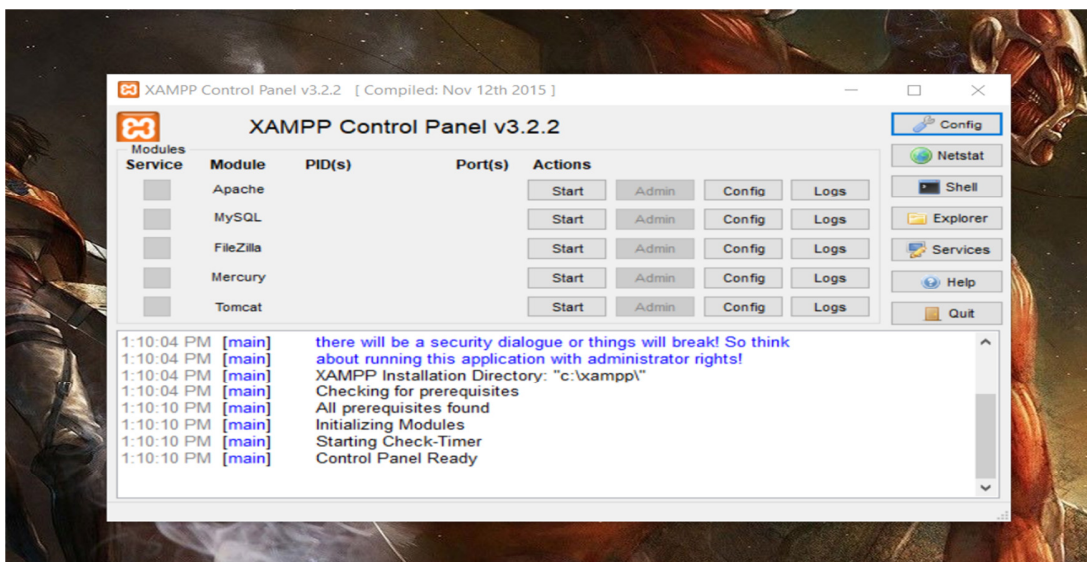 XAMPP Control Panel v3.2.2 [ Compiled: Nov 12th 2015 ]
XAMPP Control Panel v3.2.2
Config
Modules
Service Module PID(s) Port(s) Actions
Netstat
Apache Start Admin Config Logs
Shell
MySQL Start Admin Config Logs
Explorer
FileZilla Start Admin Config Logs
Services
Mercury Start Admin Config Logs
Help
Tomcat Start Admin Config Logs
Quit
1:10:04 PM [main] there will be a security dialogue or things will break! So think
1:10:04 PM [main] about running this application with administrator rights!
1:10:04 PM [main] XAMPP Installation Directory: "c:\xampp\"
1:10:04 PM [main] Checking for prerequisites
1:10:10 PM [main] All prerequisites found
1:10:10 PM [main] Initializing Modules
1:10:10 PM [main] Starting Check-Timer
1:10:10 PM [main] Control Panel Ready